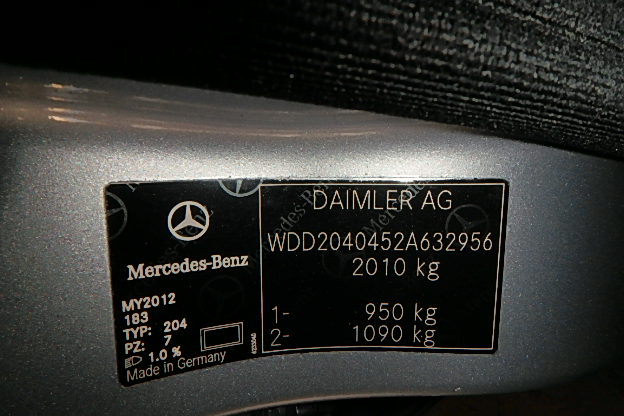 Mercedes-Benz
MY2012
183
TYP: 204
PZ: 7
1.0 %
Made in Germany
DAIMLER AG
WDD2040452A632956
2010 kg
1- 950 kg
2- 1090 kg